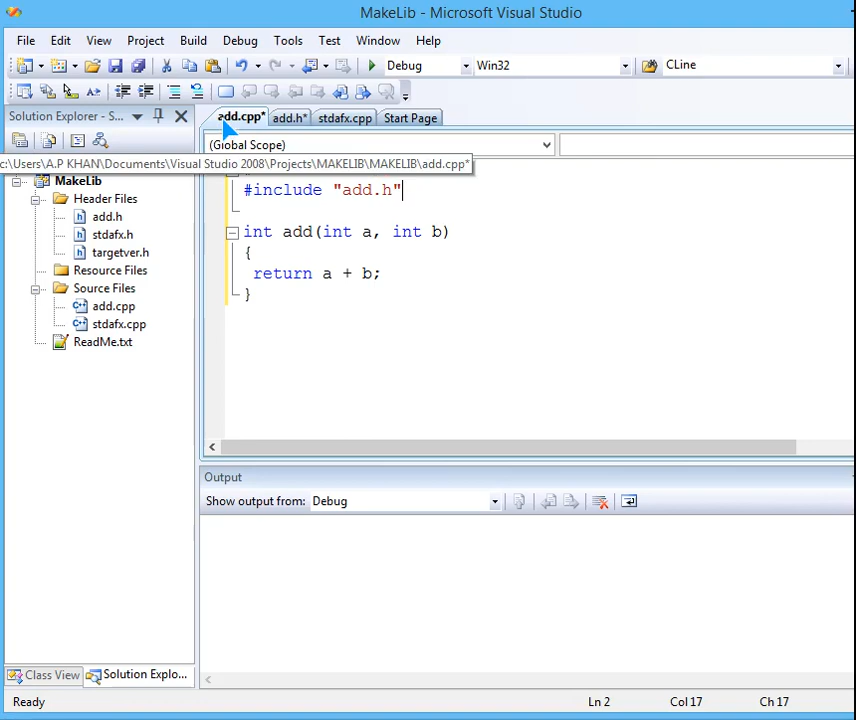 MakeLib - Microsoft Visual Studio
File Edit View Project Build Debug Tools Test Window Help
Debug Win32 CLine
Solution Explorer - S... add.cpp* add.h* stdafx.cpp Start Page
(Global Scope)
c:\Users\A.P KHAN\Documents\Visual Studio 2008\Projects\MAKELIB\MAKELIB\add.cpp*
MakeLib
Header Files
add.h
stdafx.h
targetver.h
Resource Files
Source Files
add.cpp
stdafx.cpp
ReadMe.txt
#include "add.h"
int add(int a, int b)
{
return a + b;
}
Output
Show output from: Debug
Class View Solution Explo...
Ready Ln 2 Col 17 Ch 17